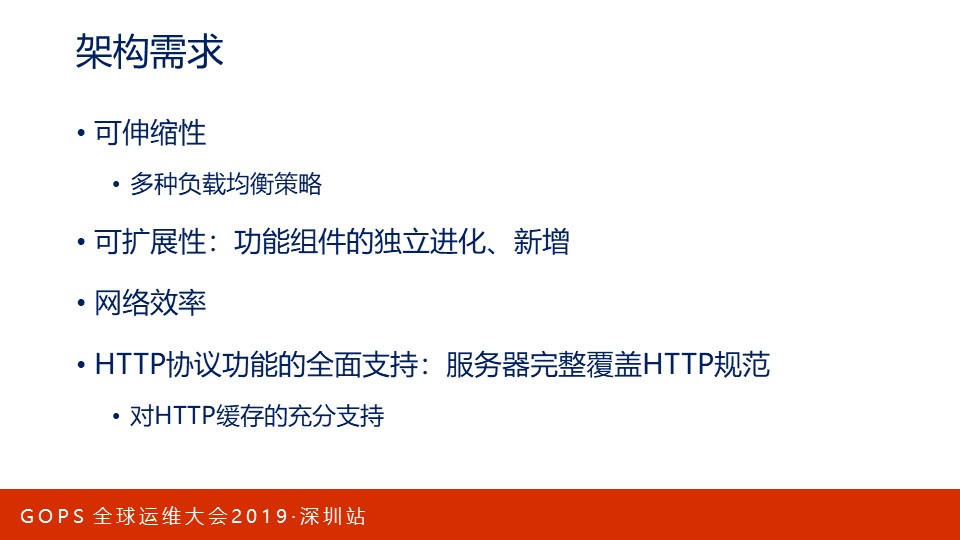 架构需求
• 可伸缩性
• 多种负载均衡策略
• 可扩展性：功能组件的独立进化、新增
• 网络效率
• HTTP协议功能的全面支持：服务器完整覆盖HTTP规范
• 对HTTP缓存的充分支持
GOPS 全球运维大会2019·深圳站